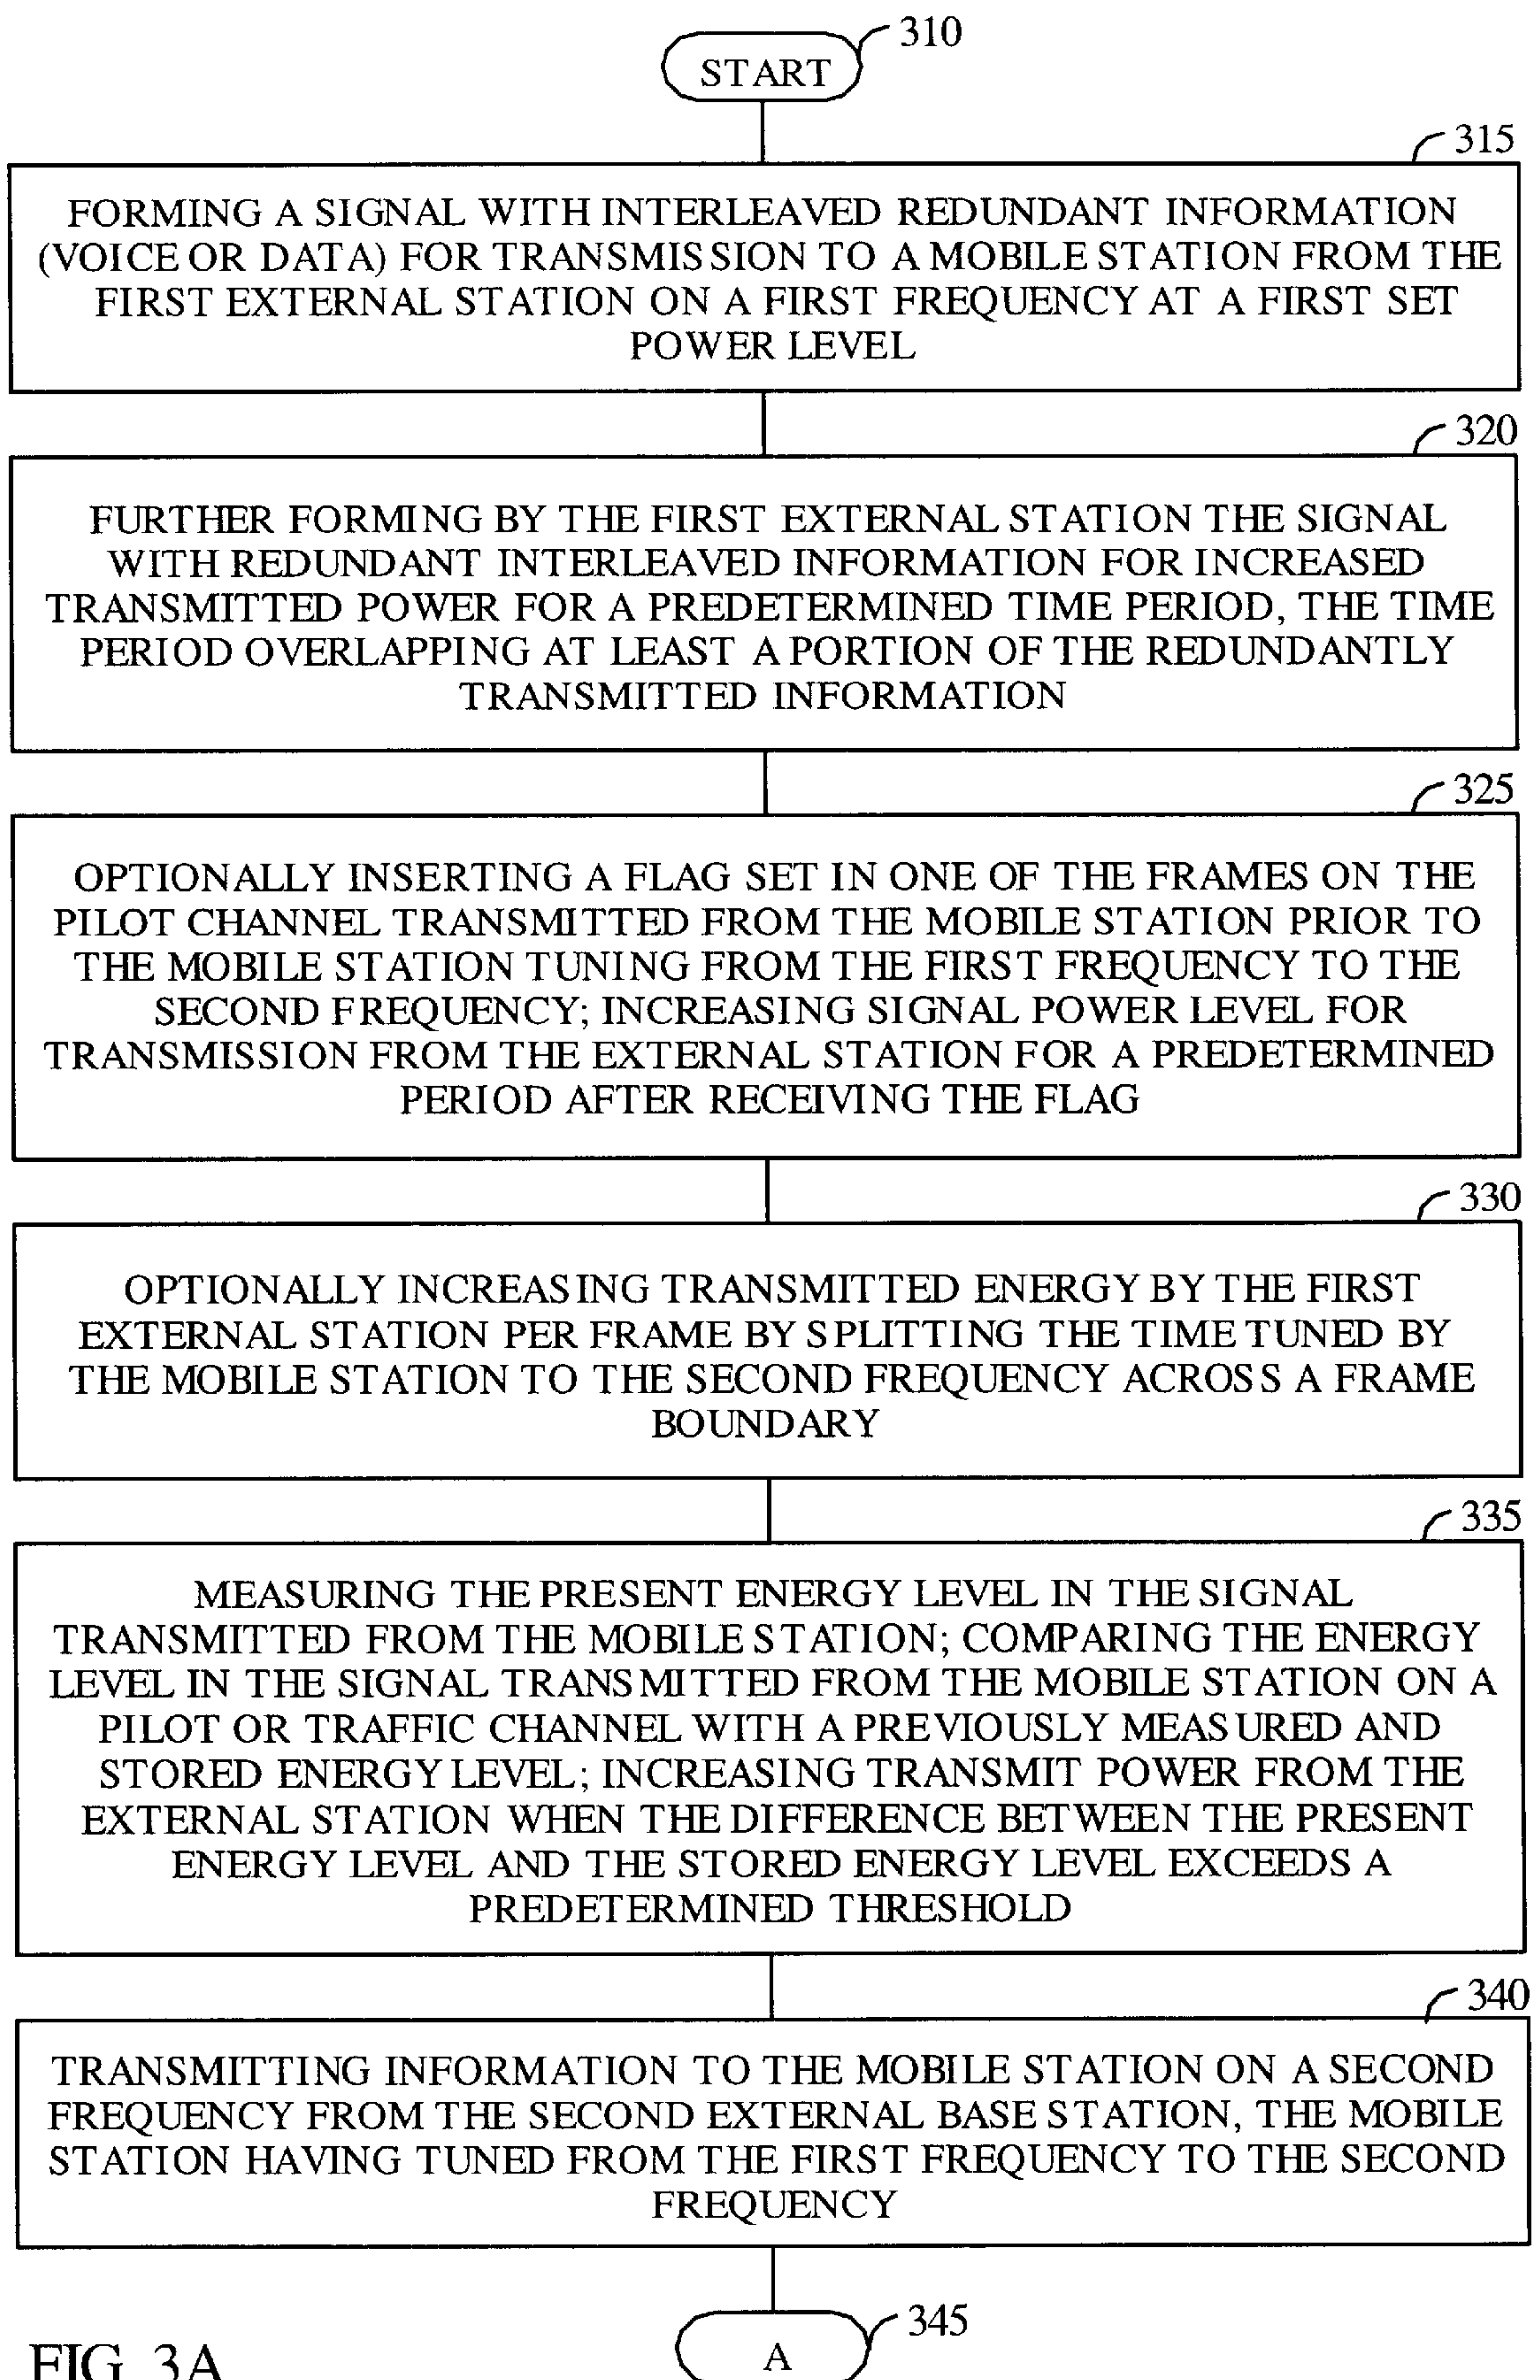 310
START
315
FORMING A SIGNAL WITH INTERLEAVED REDUNDANT INFORMATION
(VOICE OR DATA) FOR TRANSMISSION TO A MOBILE STATION FROM THE
FIRST EXTERNAL STATION ON A FIRST FREQUENCY AT A FIRST SET
POWER LEVEL
320
FURTHER FORMING BY THE FIRST EXTERNAL STATION THE SIGNAL
WITH REDUNDANT INTERLEAVED INFORMATION FOR INCREASED
TRANSMITTED POWER FOR A PREDETERMINED TIME PERIOD, THE TIME
PERIOD OVERLAPPING AT LEAST A PORTION OF THE REDUNDANTLY
TRANSMITTED INFORMATION
325
OPTIONALLY INSERTING A FLAG SET IN ONE OF THE FRAMES ON THE
PILOT CHANNEL TRANSMITTED FROM THE MOBILE STATION PRIOR TO
THE MOBILE STATION TUNING FROM THE FIRST FREQUENCY TO THE
SECOND FREQUENCY; INCREASING SIGNAL POWER LEVEL FOR
TRANSMISSION FROM THE EXTERNAL STATION FOR A PREDETERMINED
PERIOD AFTER RECEIVING THE FLAG
330
OPTIONALLY INCREASING TRANSMITTED ENERGY BY THE FIRST
EXTERNAL STATION PER FRAME BY SPLITTING THE TIME TUNED BY
THE MOBILE STATION TO THE SECOND FREQUENCY ACROSS A FRAME
BOUNDARY
335
MEASURING THE PRESENT ENERGY LEVEL IN THE SIGNAL
TRANSMITTED FROM THE MOBILE STATION; COMPARING THE ENERGY
LEVEL IN THE SIGNAL TRANSMITTED FROM THE MOBILE STATION ON A
PILOT OR TRAFFIC CHANNEL WITH A PREVIOUSLY MEASURED AND
STORED ENERGY LEVEL; INCREASING TRANSMIT POWER FROM THE
EXTERNAL STATION WHEN THE DIFFERENCE BETWEEN THE PRESENT
ENERGY LEVEL AND THE STORED ENERGY LEVEL EXCEEDS A
PREDETERMINED THRESHOLD
340
TRANSMITTING INFORMATION TO THE MOBILE STATION ON A SECOND
FREQUENCY FROM THE SECOND EXTERNAL BASE STATION, THE MOBILE
STATION HAVING TUNED FROM THE FIRST FREQUENCY TO THE SECOND
FREQUENCY
345
A
FIG. 3A